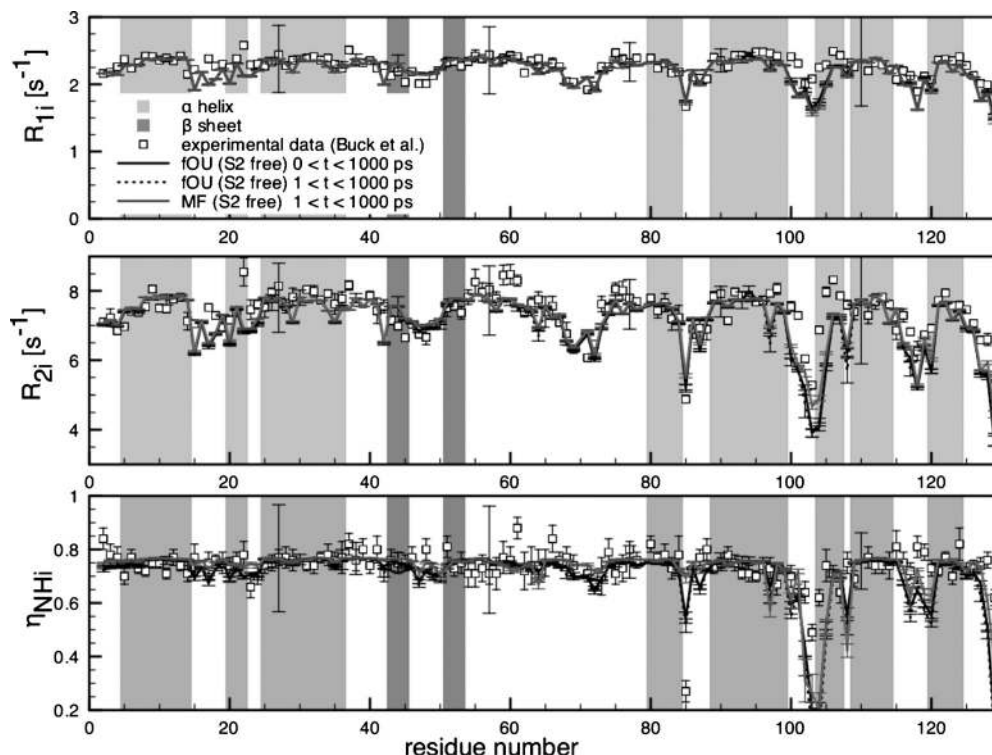 3
2
1
0
R1i [s-1]
α helix
β sheet
experimental data (Buck et al.)
fOU (S2 free) 0 < t < 1000 ps
fOU (S2 free) 1 < t < 1000 ps
MF (S2 free) 1 < t < 1000 ps
0 20 40 60 80 100 120
8
6
4
R2i [s-1]
0 20 40 60 80 100 120
1
0.8
0.6
0.4
0.2
ηNHi
0 20 40 60 80 100 120
residue number